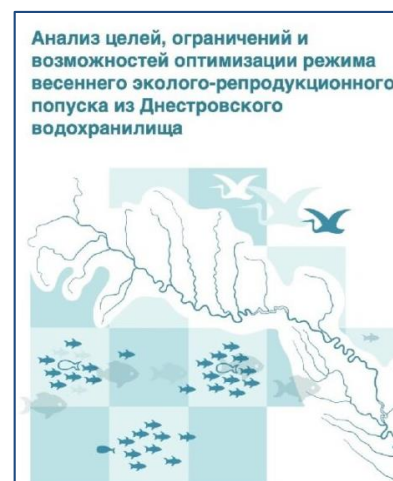 Анализ целей, ограничений и
возможностей оптимизации режима
весеннего эколого-репродукционного
попуска из Днестровского
водохранилища